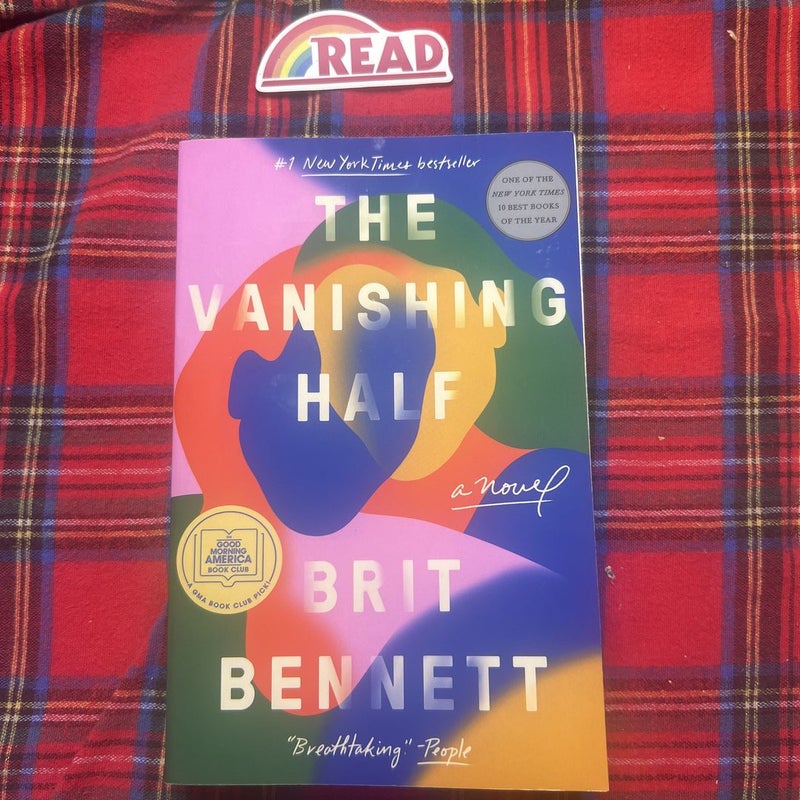 READ
#1 New York Times bestseller
ONE OF THE
NEW YORK TIMES
10 BEST BOOKS
OF THE YEAR
THE
VANISHING
HALF
a novel
GOOD
MORNING
AMERICA
BOOK CLUB
A GMA BOOK CLUB PICK!
BRIT
BENNETT
"Breathtaking." -People